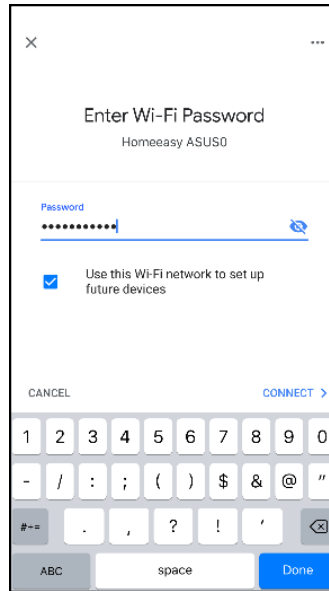 Enter Wi-Fi Password
Homeeasy ASUS0
Password
Use this Wi-Fi network to set up
future devices
CANCEL
CONNECT >
1 2 3 4 5 6 7 8 9 0
- / : ; ( ) $ & @ "
#+= . , ? ! '
ABC space Done